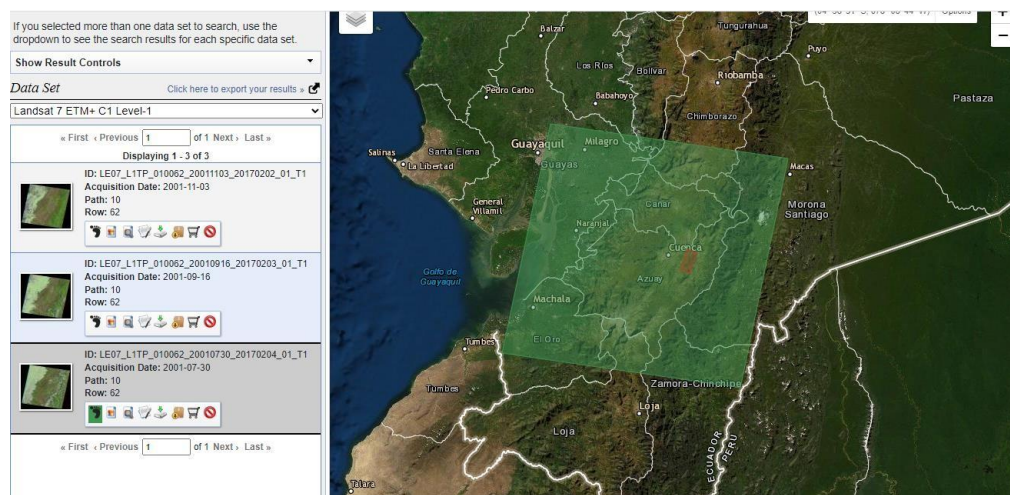 If you selected more than one data set to search, use the
dropdown to see the search results for each specific data set.
Show Result Controls
Data Set
Click here to export your results »
Landsat 7 ETM+ C1 Level-1
« First ‹ Previous 1 of 1 Next › Last »
Displaying 1 - 3 of 3
ID: LE07_L1TP_010062_20011103_20170202_01_T1
Acquisition Date: 2001-11-03
Path: 10
Row: 62
ID: LE07_L1TP_010062_20010916_20170203_01_T1
Acquisition Date: 2001-09-16
Path: 10
Row: 62
ID: LE07_L1TP_010062_20010730_20170204_01_T1
Acquisition Date: 2001-07-30
Path: 10
Row: 62
« First ‹ Previous 1 of 1 Next › Last »
Options
+
−
Balzar
Tungurahua
Puyo
Los Ríos
Bolívar
Riobamba
Pedro Carbo
Babahoyo
Pastaza
Chimborazo
Guayaquil
Milagro
Salinas
Santa Elena
La Libertad
Guayas
Macas
General
Villamil
Cañar
Morona
Santiago
Naranjal
Cuenca
Golfo de
Guayaquil
Azuay
Machala
El Oro
Tumbes
Zamora-Chinchipe
Tumbes
Loja
Loja
ECUADOR
PERU
Talara